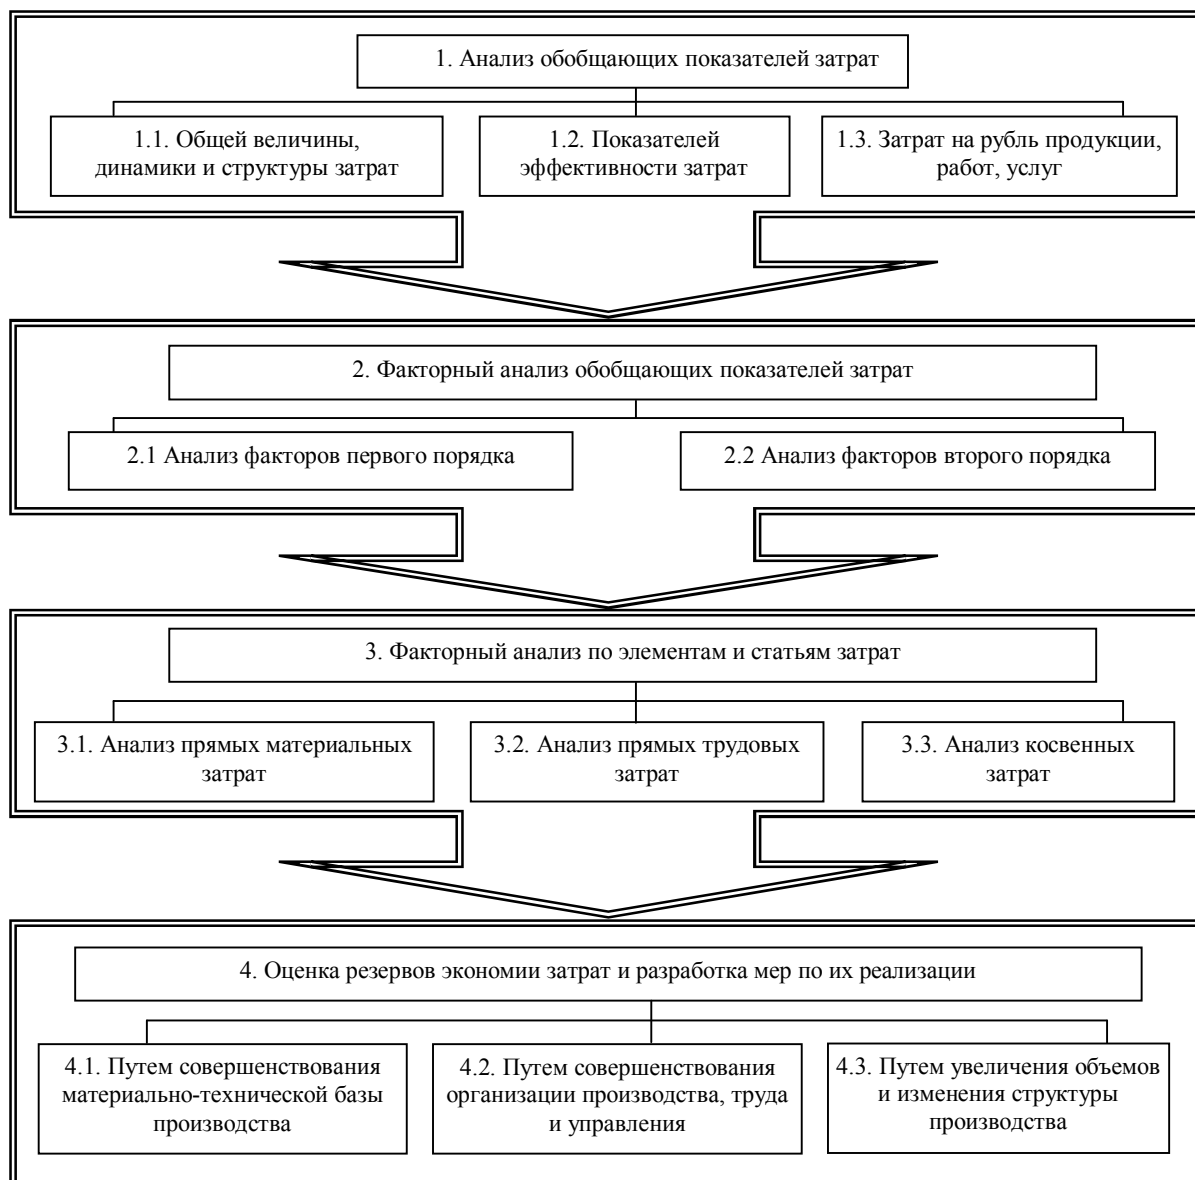 1. Анализ обобщающих показателей затрат
1.1. Общей величины,
динамики и структуры затрат
1.2. Показателей
эффективности затрат
1.3. Затрат на рубль продукции,
работ, услуг
2. Факторный анализ обобщающих показателей затрат
2.1 Анализ факторов первого порядка
2.2 Анализ факторов второго порядка
3. Факторный анализ по элементам и статьям затрат
3.1. Анализ прямых материальных
затрат
3.2. Анализ прямых трудовых
затрат
3.3. Анализ косвенных
затрат
4. Оценка резервов экономии затрат и разработка мер по их реализации
4.1. Путем совершенствования
материально-технической базы
производства
4.2. Путем совершенствования
организации производства, труда
и управления
4.3. Путем увеличения объемов
и изменения структуры
производства